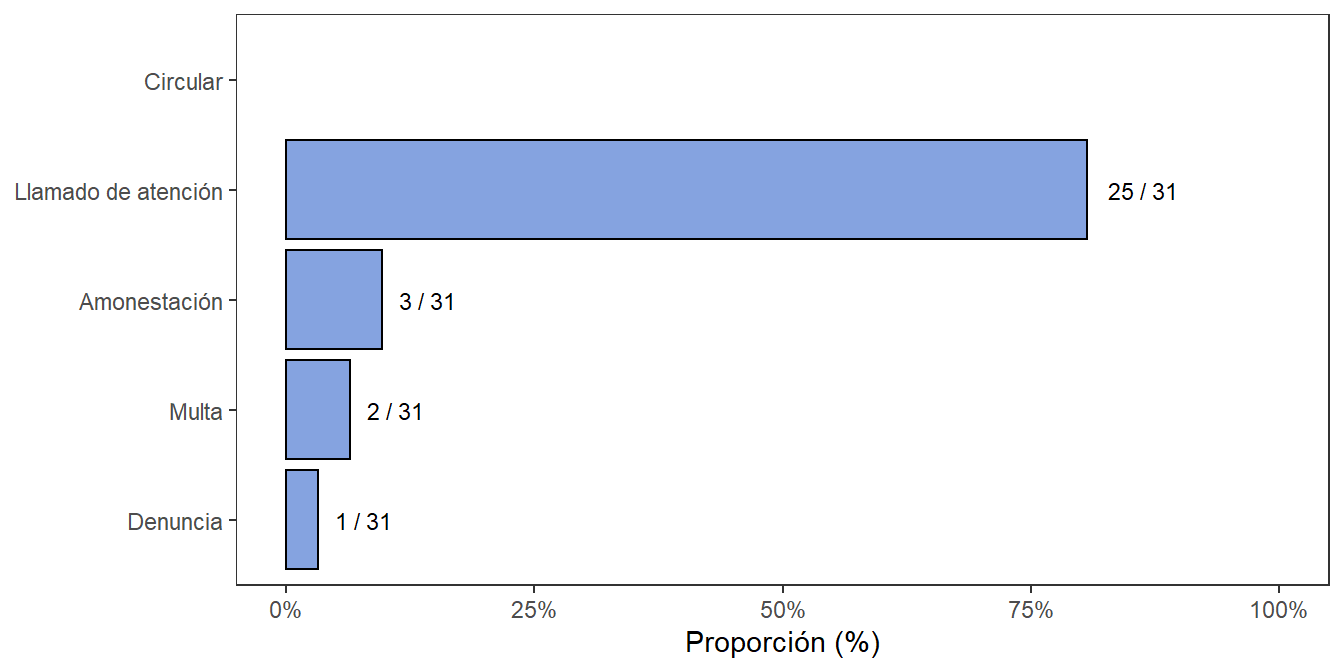 Circular
Llamado de atención
25 / 31
Amonestación
3 / 31
Multa
2 / 31
Denuncia
1 / 31
0%
25%
50%
75%
100%
Proporción (%)